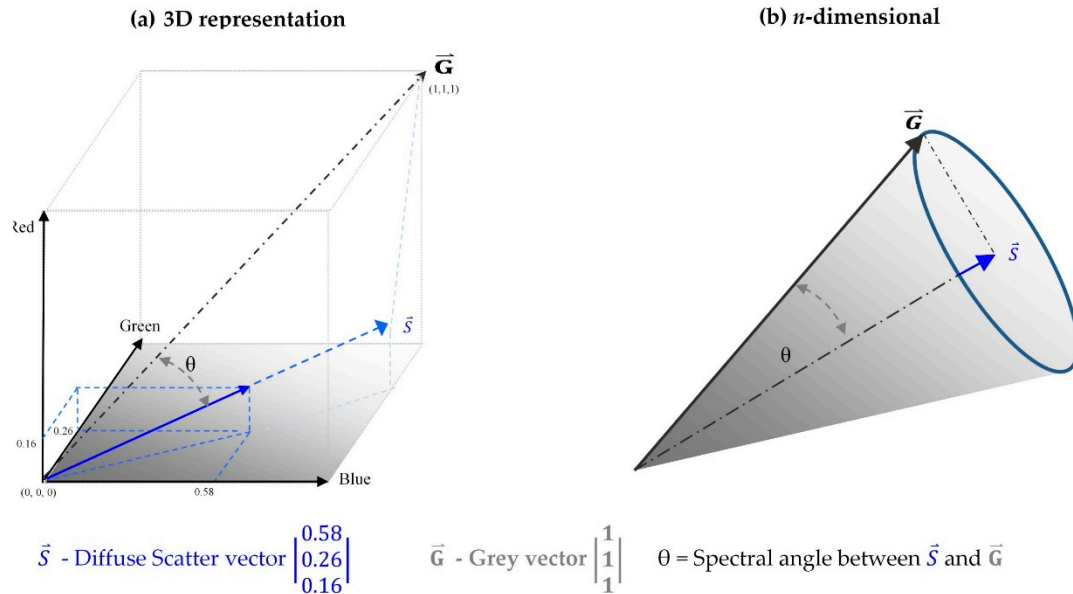 (a) 3D representation
(b) n-dimensional
G
(1,1,1)
G
Red
S
S
Green
θ
θ
0.16
0.26
(0, 0, 0)
0.58
Blue
S - Diffuse Scatter vector |0.58 0.26 0.16|
G - Grey vector |1 1 1|
θ = Spectral angle between S and G